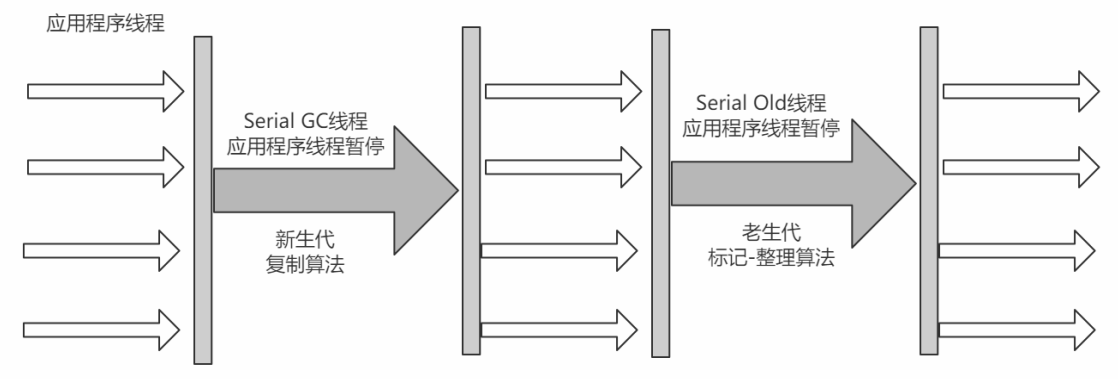 应用程序线程
Serial GC线程
应用程序线程暂停
新生代
复制算法
Serial Old线程
应用程序线程暂停
老生代
标记-整理算法